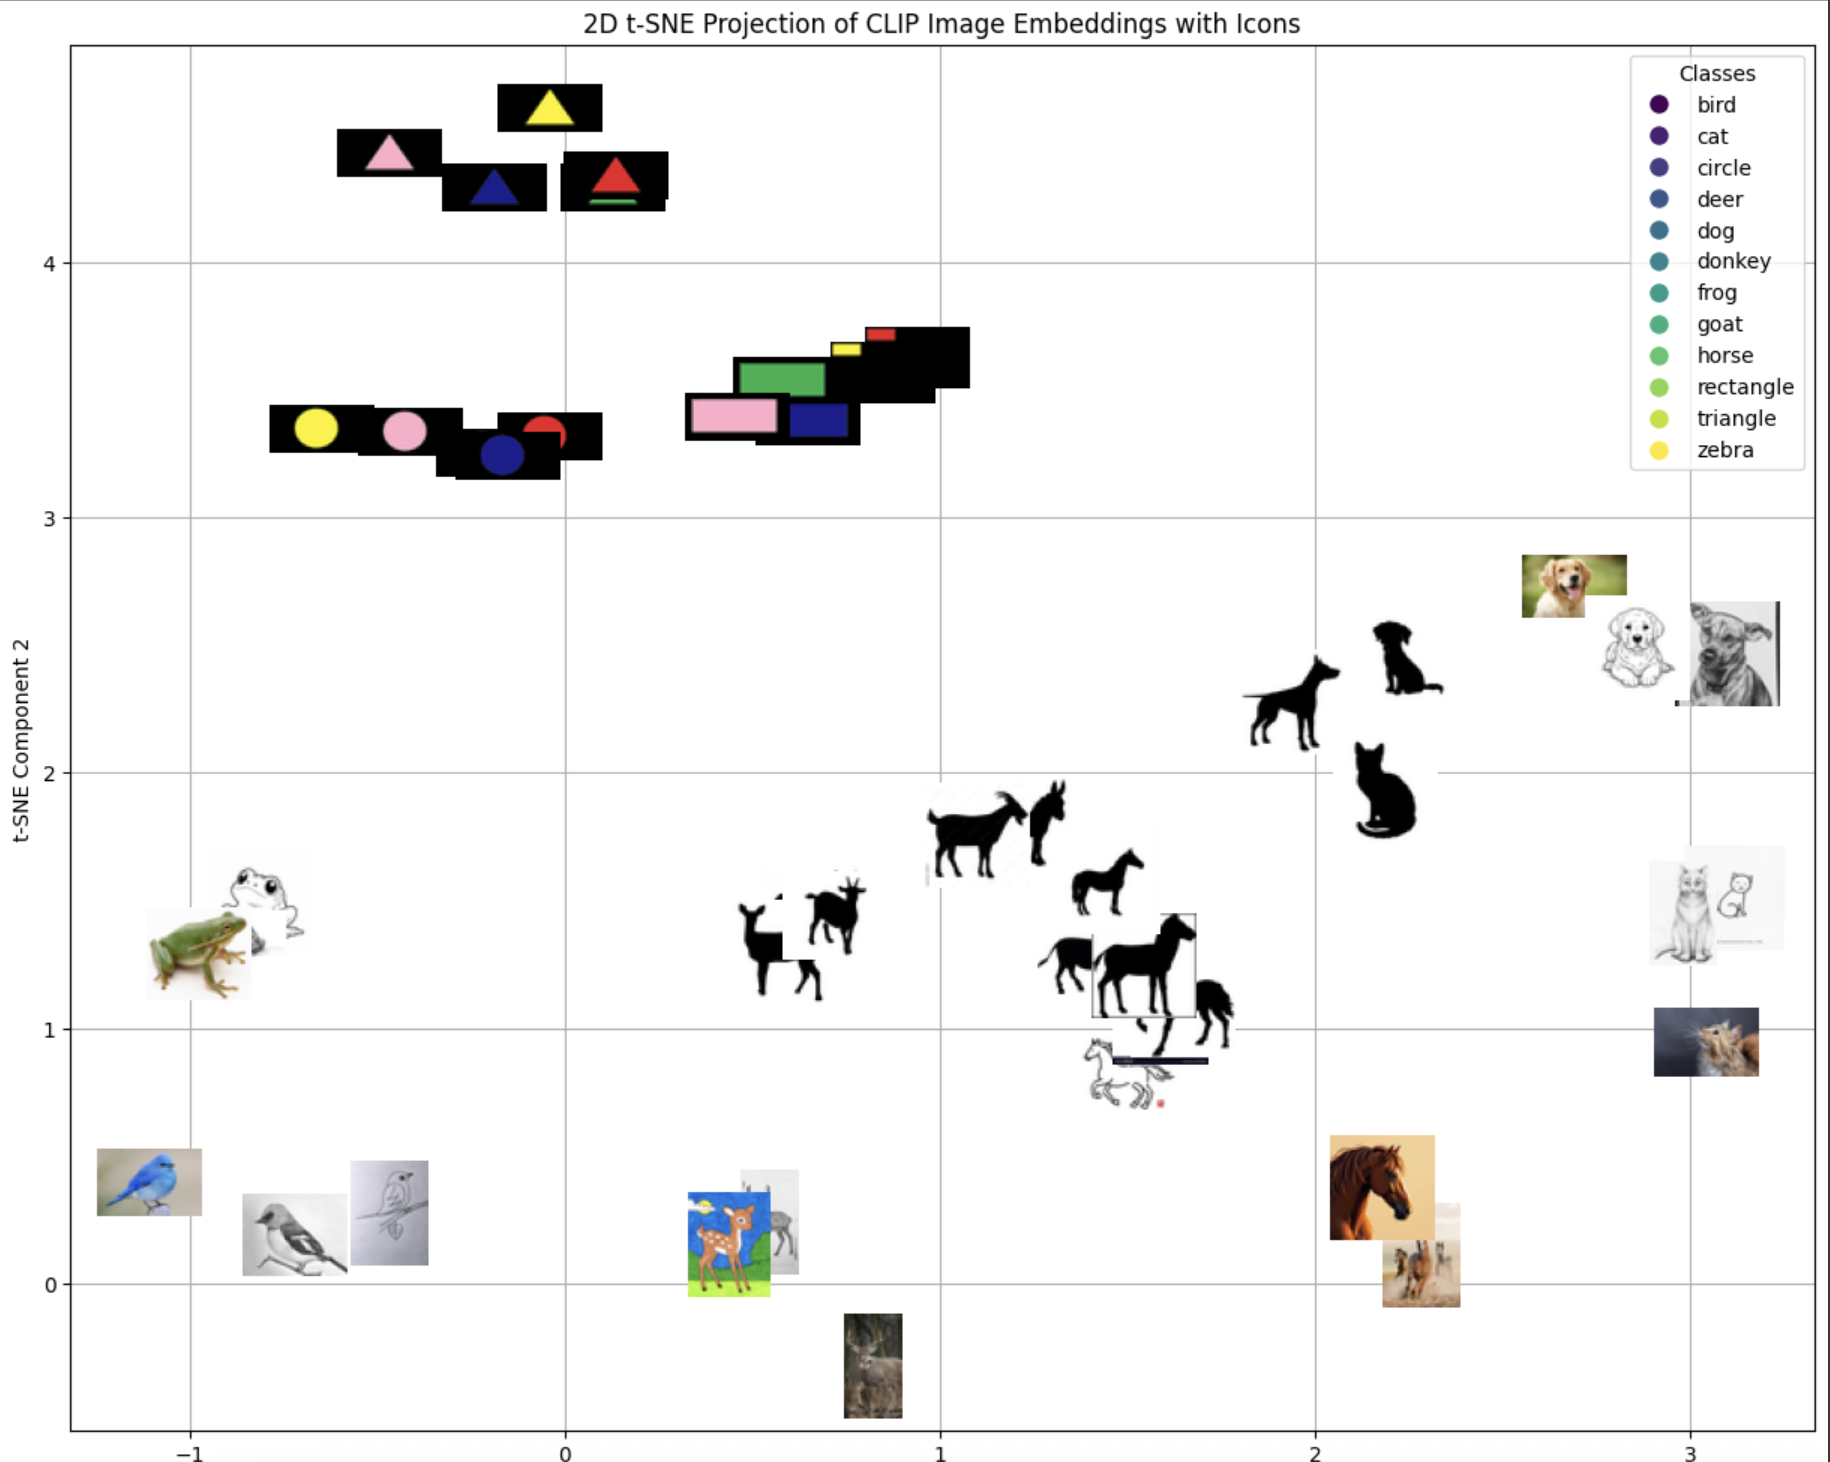 2D t-SNE Projection of CLIP Image Embeddings with Icons
Classes
bird
cat
circle
deer
dog
donkey
frog
goat
horse
rectangle
triangle
zebra
t-SNE Component 2
4
3
2
1
0
−1
0
1
2
3